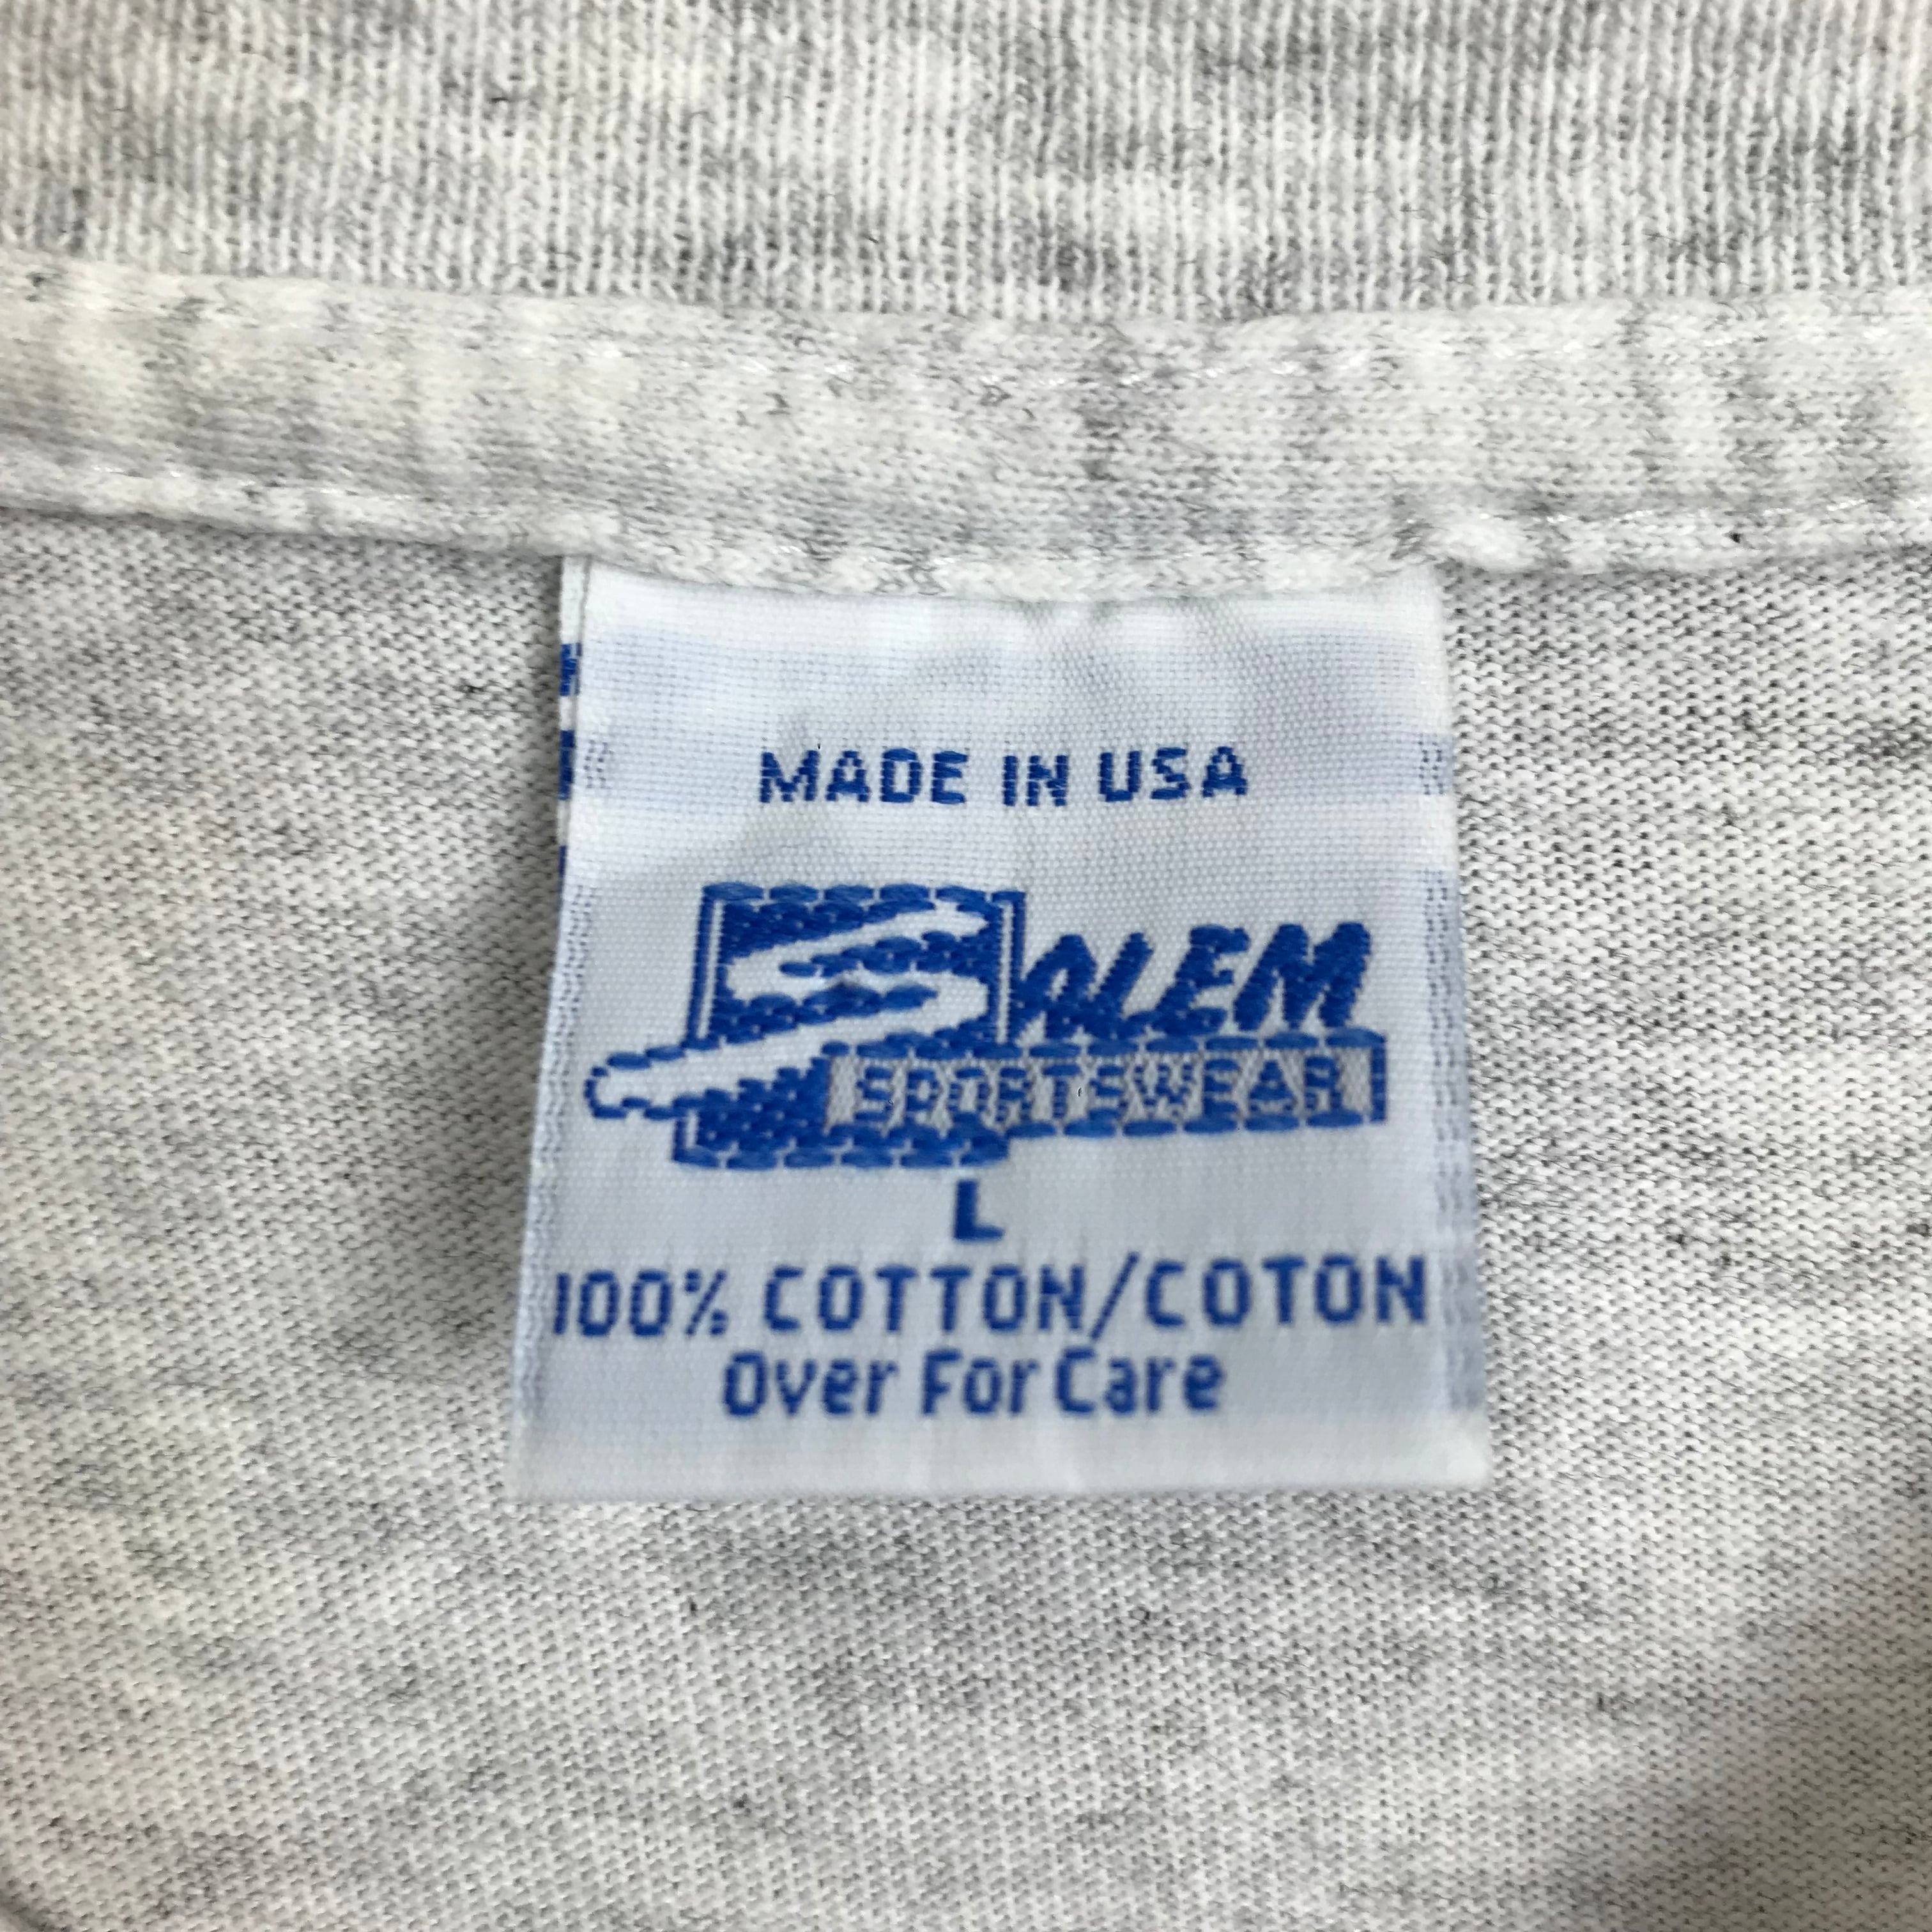 MADE IN USA
SALEM
SPORTSWEAR
L
100% COTTON/COTON
Over For Care